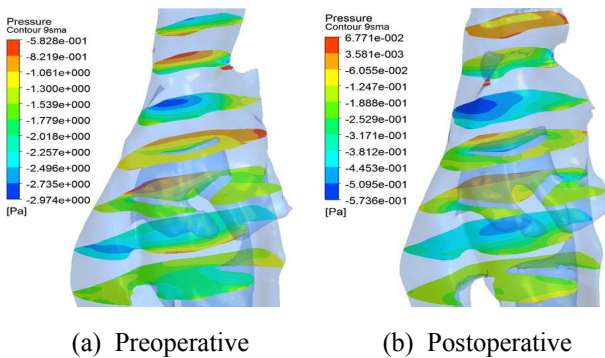 Pressure
Contour 9sma
-5.828e-001
-8.219e-001
-1.061e+000
-1.300e+000
-1.539e+000
-1.779e+000
-2.018e+000
-2.257e+000
-2.496e+000
-2.735e+000
-2.974e+000
[Pa]
(a) Preoperative
Pressure
Contour 9sma
6.771e-002
3.581e-003
-6.055e-002
-1.247e-001
-1.888e-001
-2.529e-001
-3.171e-001
-3.812e-001
-4.453e-001
-5.095e-001
-5.736e-001
[Pa]
(b) Postoperative